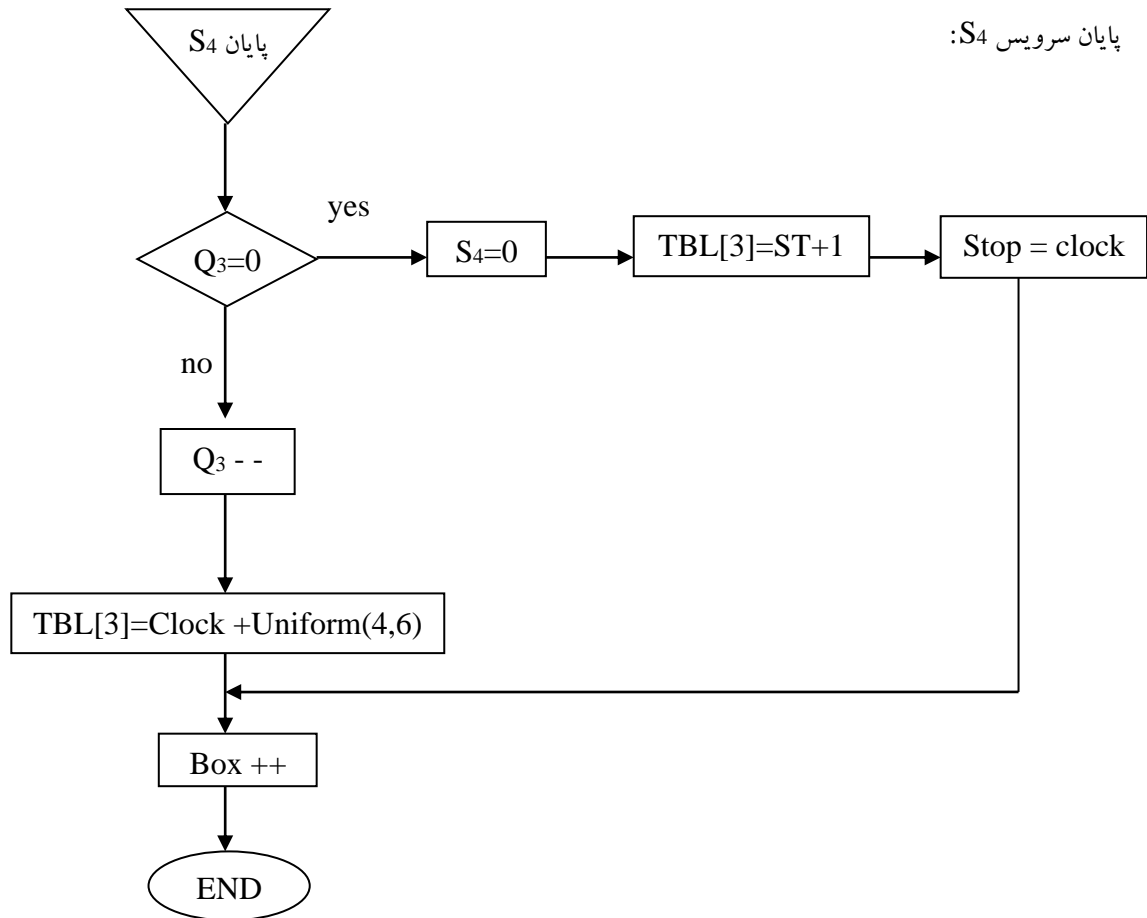 پایان سرویس S4:
پایان S4
yes
Q3=0
S4=0
TBL[3]=ST+1
Stop = clock
no
Q3 - -
TBL[3]=Clock +Uniform(4,6)
Box ++
END